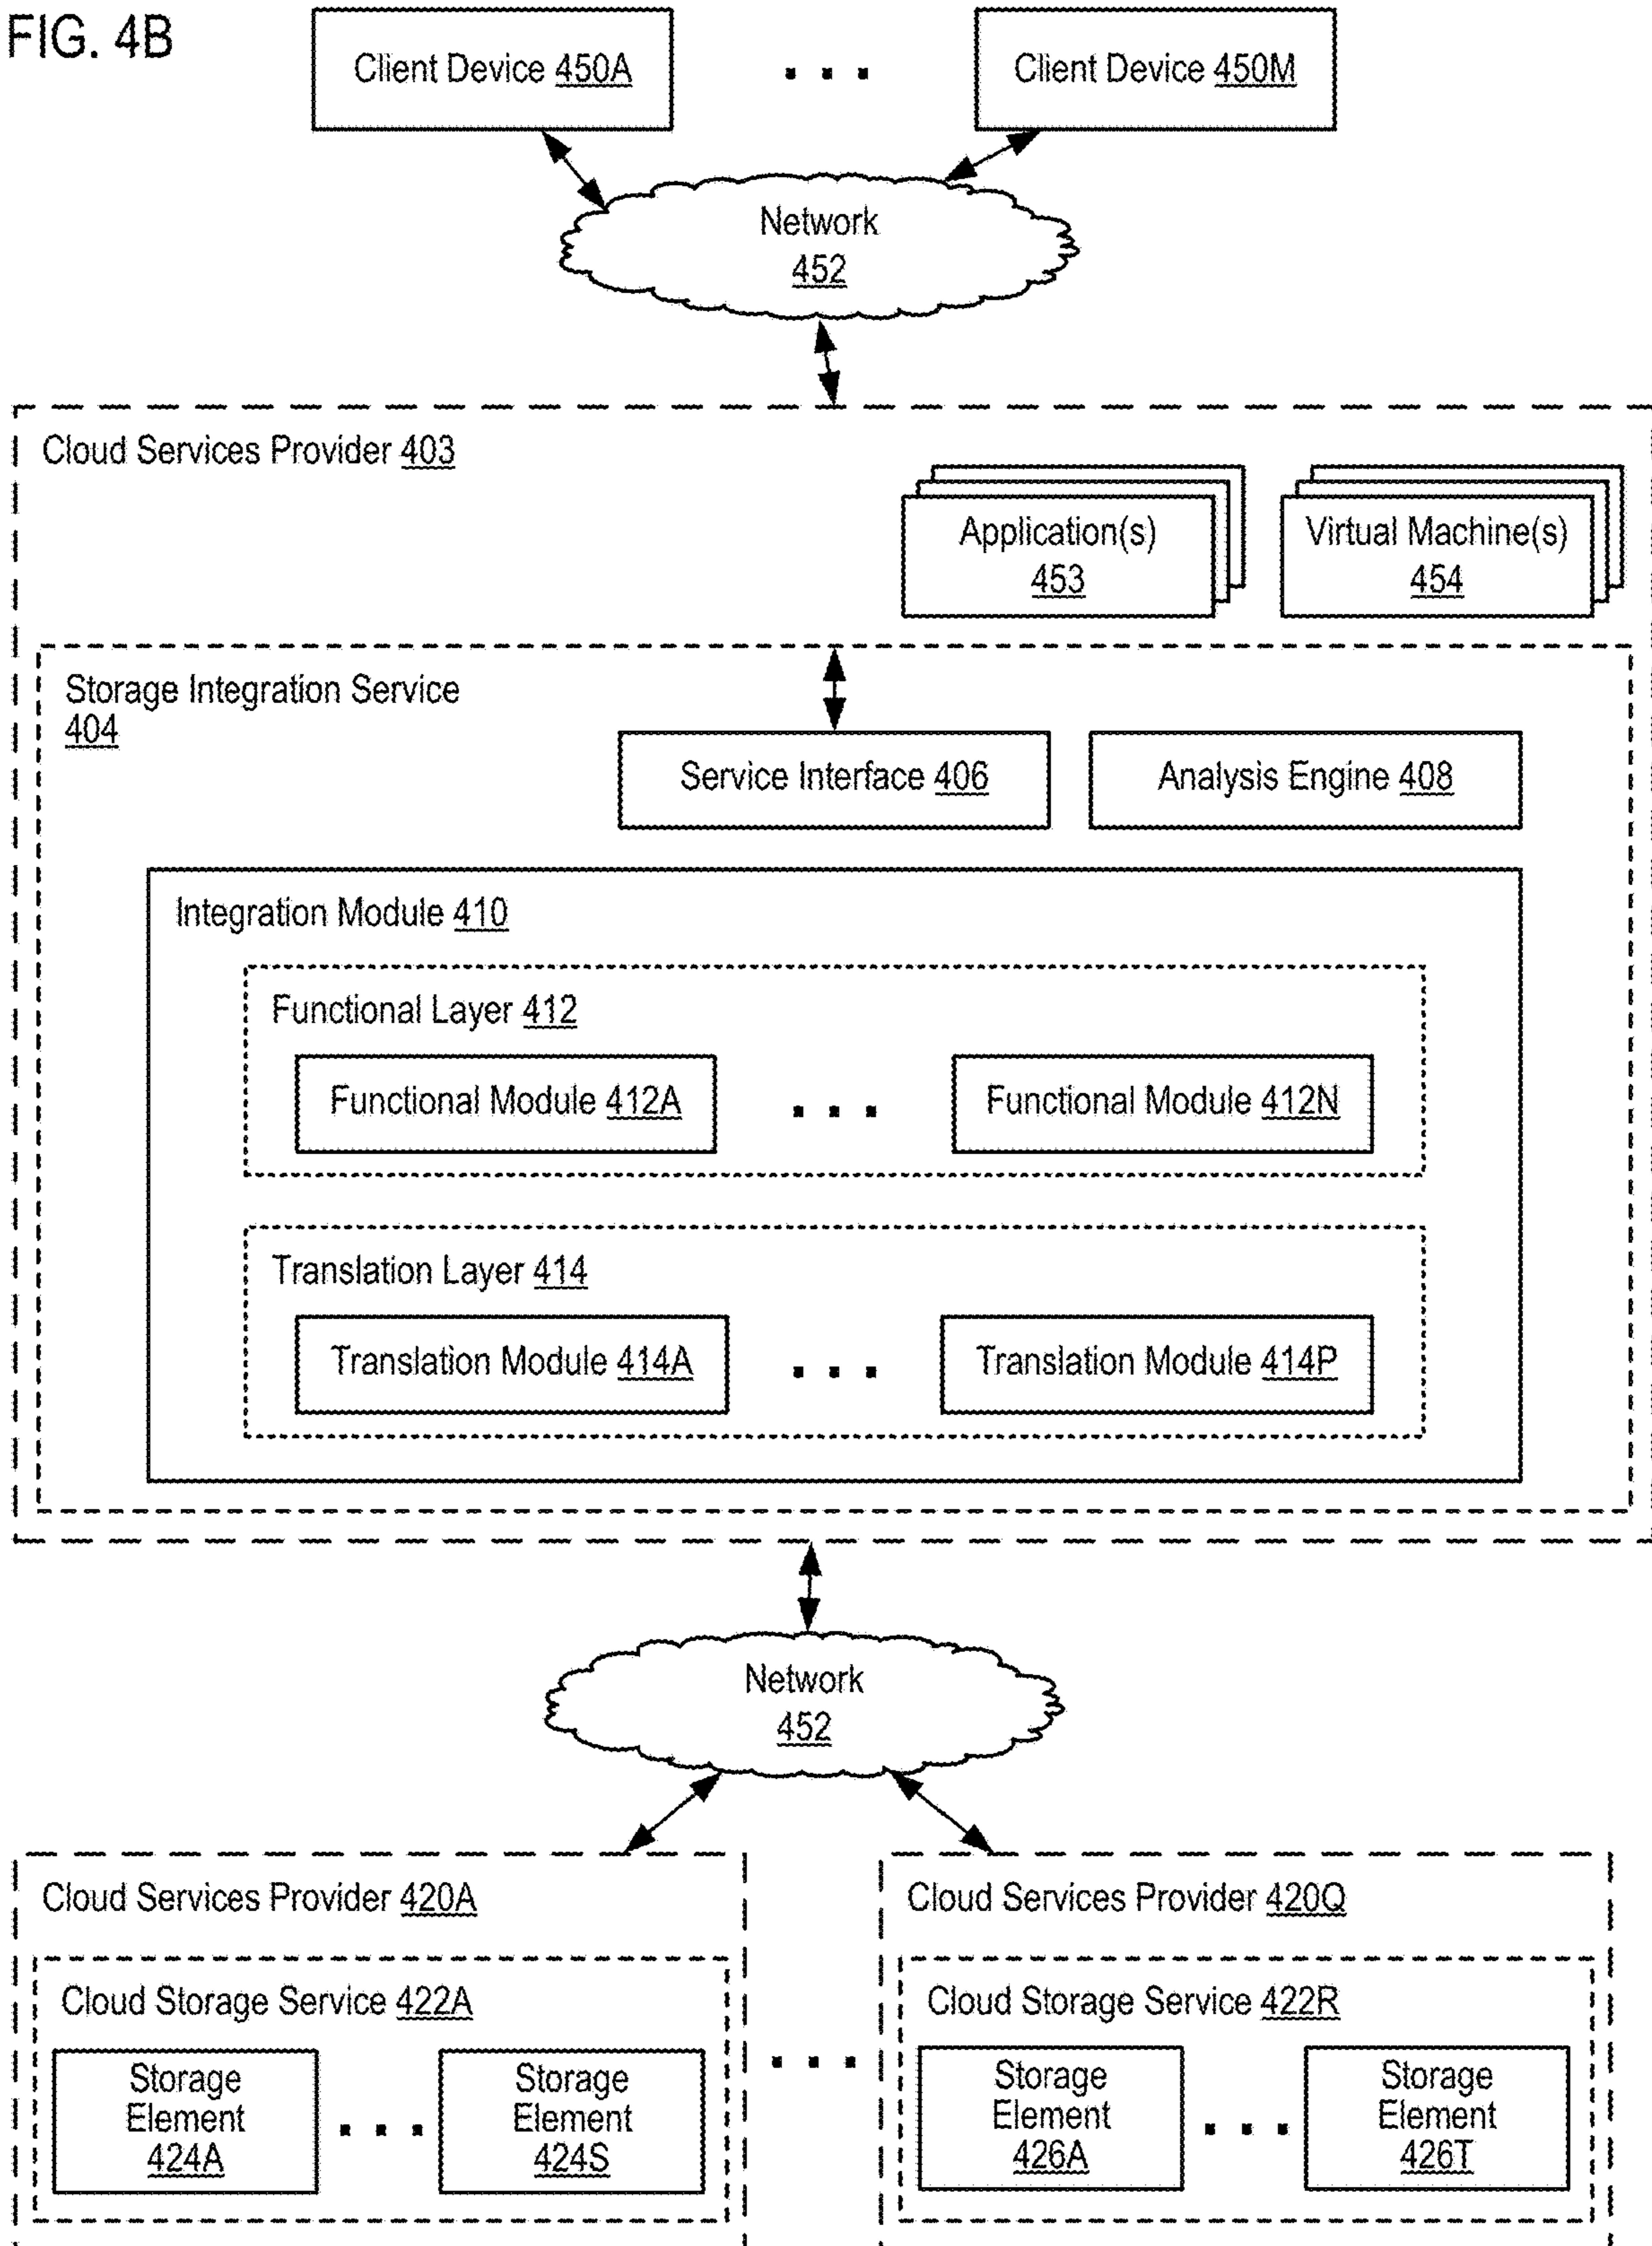 FIG. 4B
Client Device 450A
. . .
Client Device 450M
Network
452
Cloud Services Provider 403
Application(s)
453
Virtual Machine(s)
454
Storage Integration Service
404
Service Interface 406
Analysis Engine 408
Integration Module 410
Functional Layer 412
Functional Module 412A
. . .
Functional Module 412N
Translation Layer 414
Translation Module 414A
. . .
Translation Module 414P
Network
452
Cloud Services Provider 420A
Cloud Storage Service 422A
Storage
Element
424A
. . .
Storage
Element
424S
. . .
Cloud Services Provider 420Q
Cloud Storage Service 422R
Storage
Element
426A
. . .
Storage
Element
426T